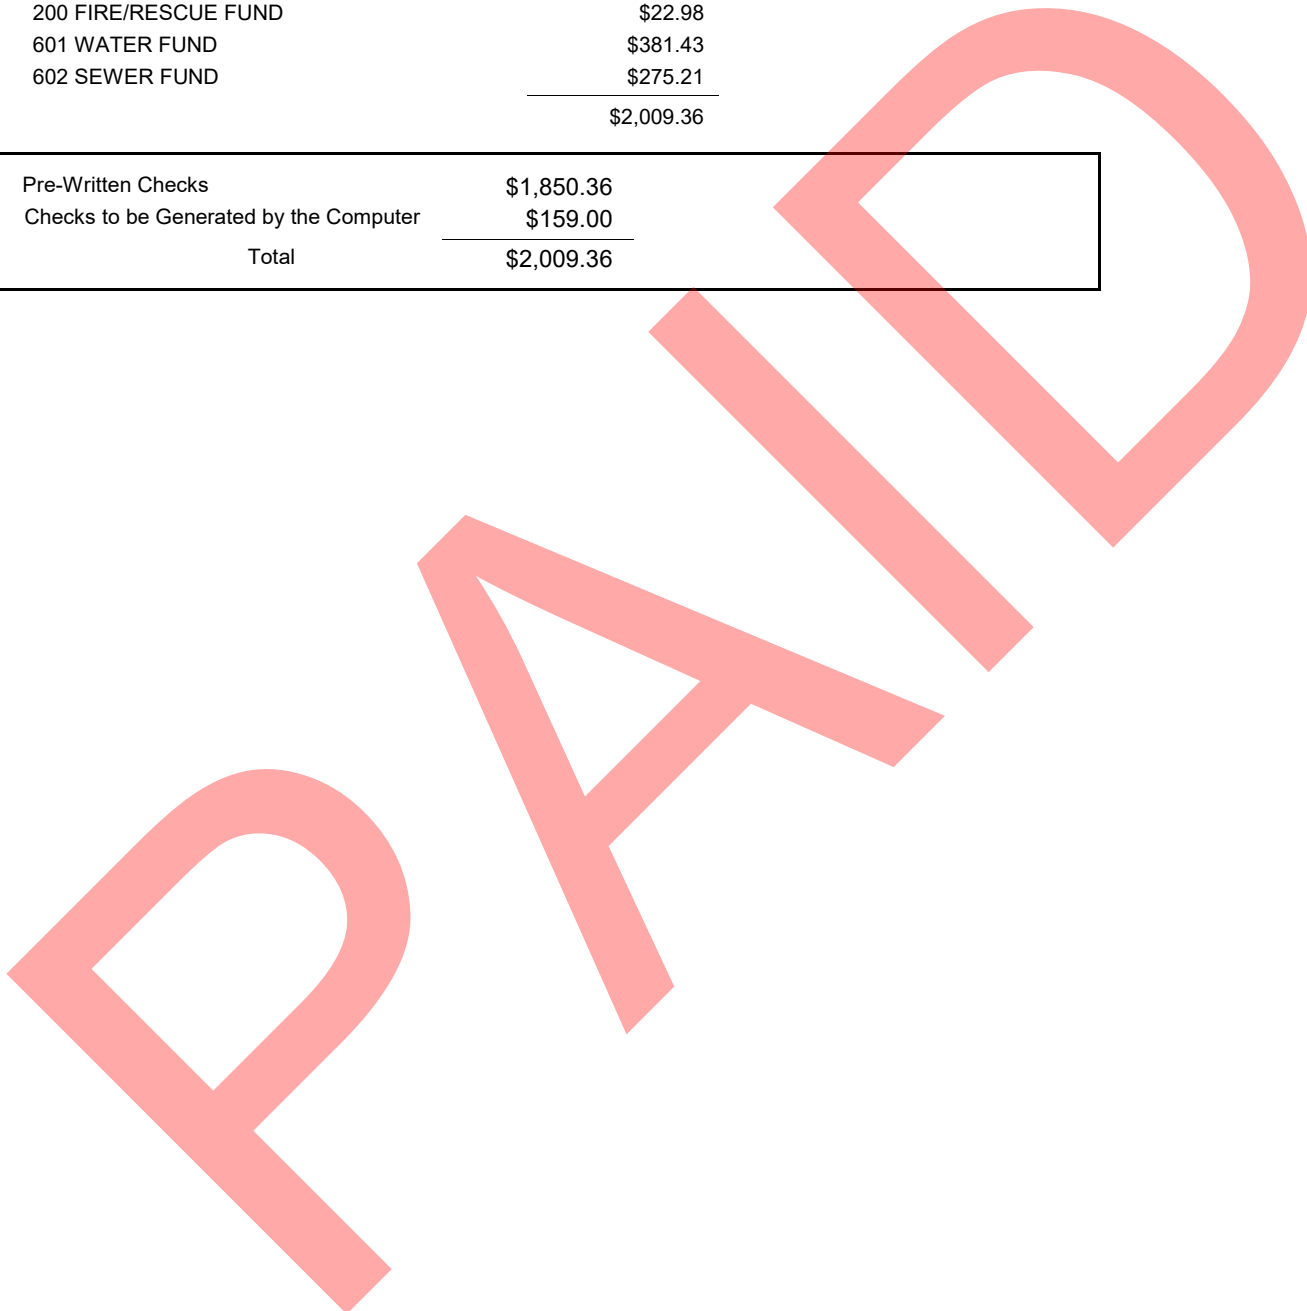 200 FIRE/RESCUE FUND $22.98
601 WATER FUND $381.43
602 SEWER FUND $275.21
$2,009.36
Pre-Written Checks $1,850.36
Checks to be Generated by the Computer $159.00
Total $2,009.36
PAID